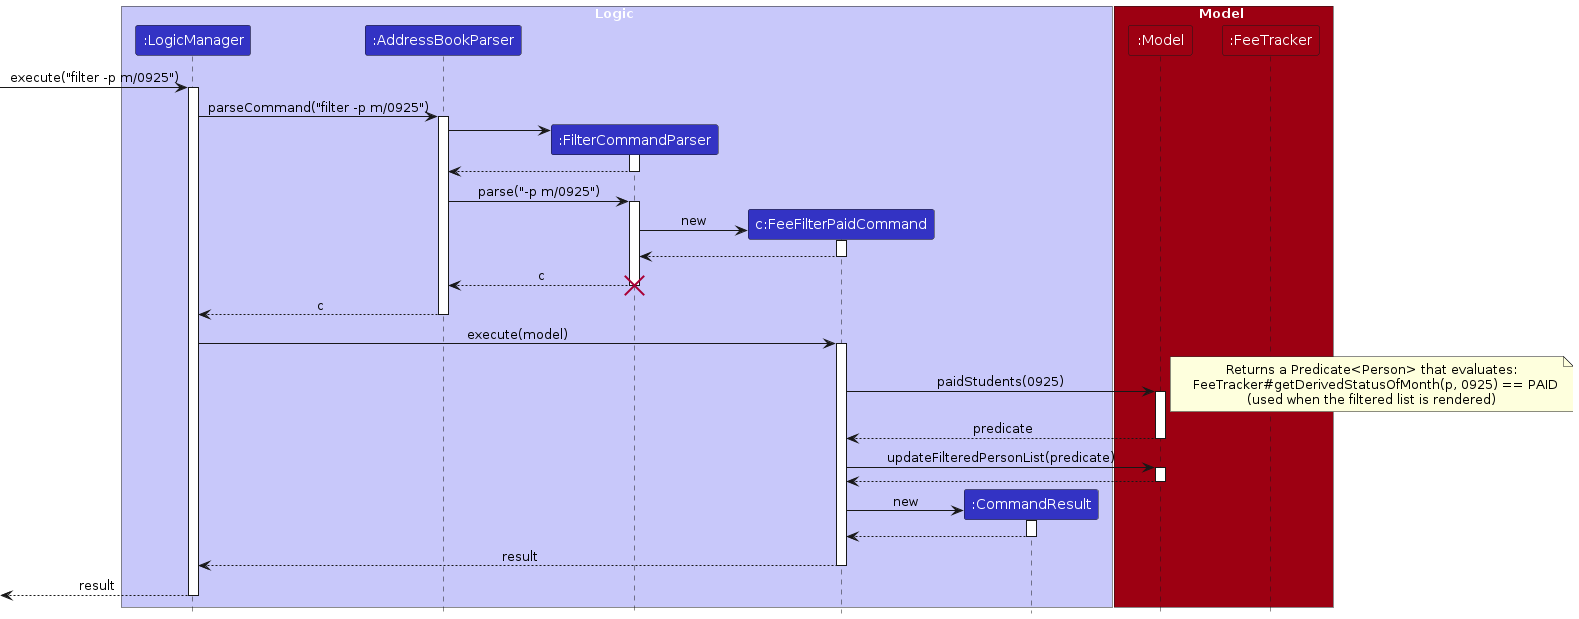 Logic
Model
:LogicManager
:AddressBookParser
:Model
:FeeTracker
execute("filter -p m/0925")
parseCommand("filter -p m/0925")
:FilterCommandParser
parse("-p m/0925")
new
c:FeeFilterPaidCommand
c
c
execute(model)
Returns a Predicate<Person> that evaluates:
FeeTracker#getDerivedStatusOfMonth(p, 0925) == PAID
(used when the filtered list is rendered)
paidStudents(0925)
predicate
updateFilteredPersonList(predicate)
new
:CommandResult
result
result